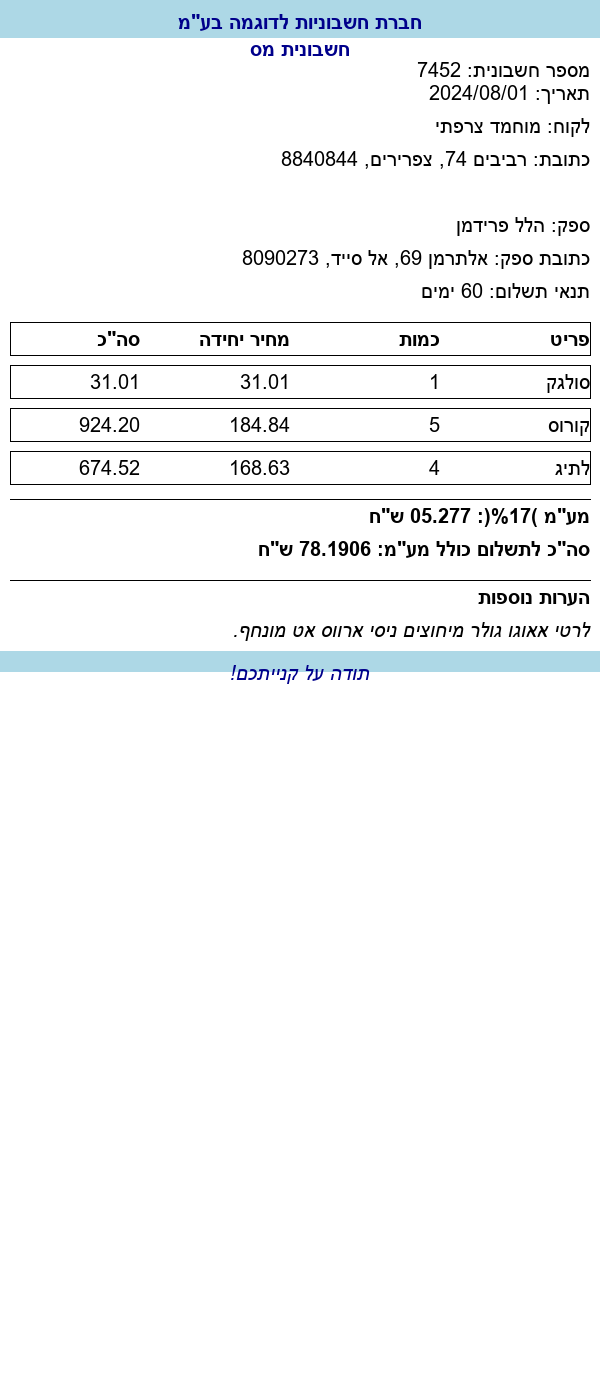 חברת חשבוניות לדוגמה בע"מ
חשבונית מס
מספר חשבונית: 7452
תאריך: 2024/08/01
לקוח: מוחמד צרפתי
כתובת: רביבים 74, צפרירים, 8840844
ספק: הלל פרידמן
כתובת ספק: אלתרמן 69, אל סייד, 8090273
תנאי תשלום: 60 ימים
פריט כמות מחיר יחידה סה"כ
סולגק 1 31.01 31.01
קורוס 5 184.84 924.20
לתיג 4 168.63 674.52
מע"מ )17%(: 05.277 ש"ח
סה"כ לתשלום כולל מע"מ: 78.1906 ש"ח
הערות נוספות
לרטי אאוגו גולר מיחוצים ניסי ארווס אט מונחף.
תודה על קנייתכם!